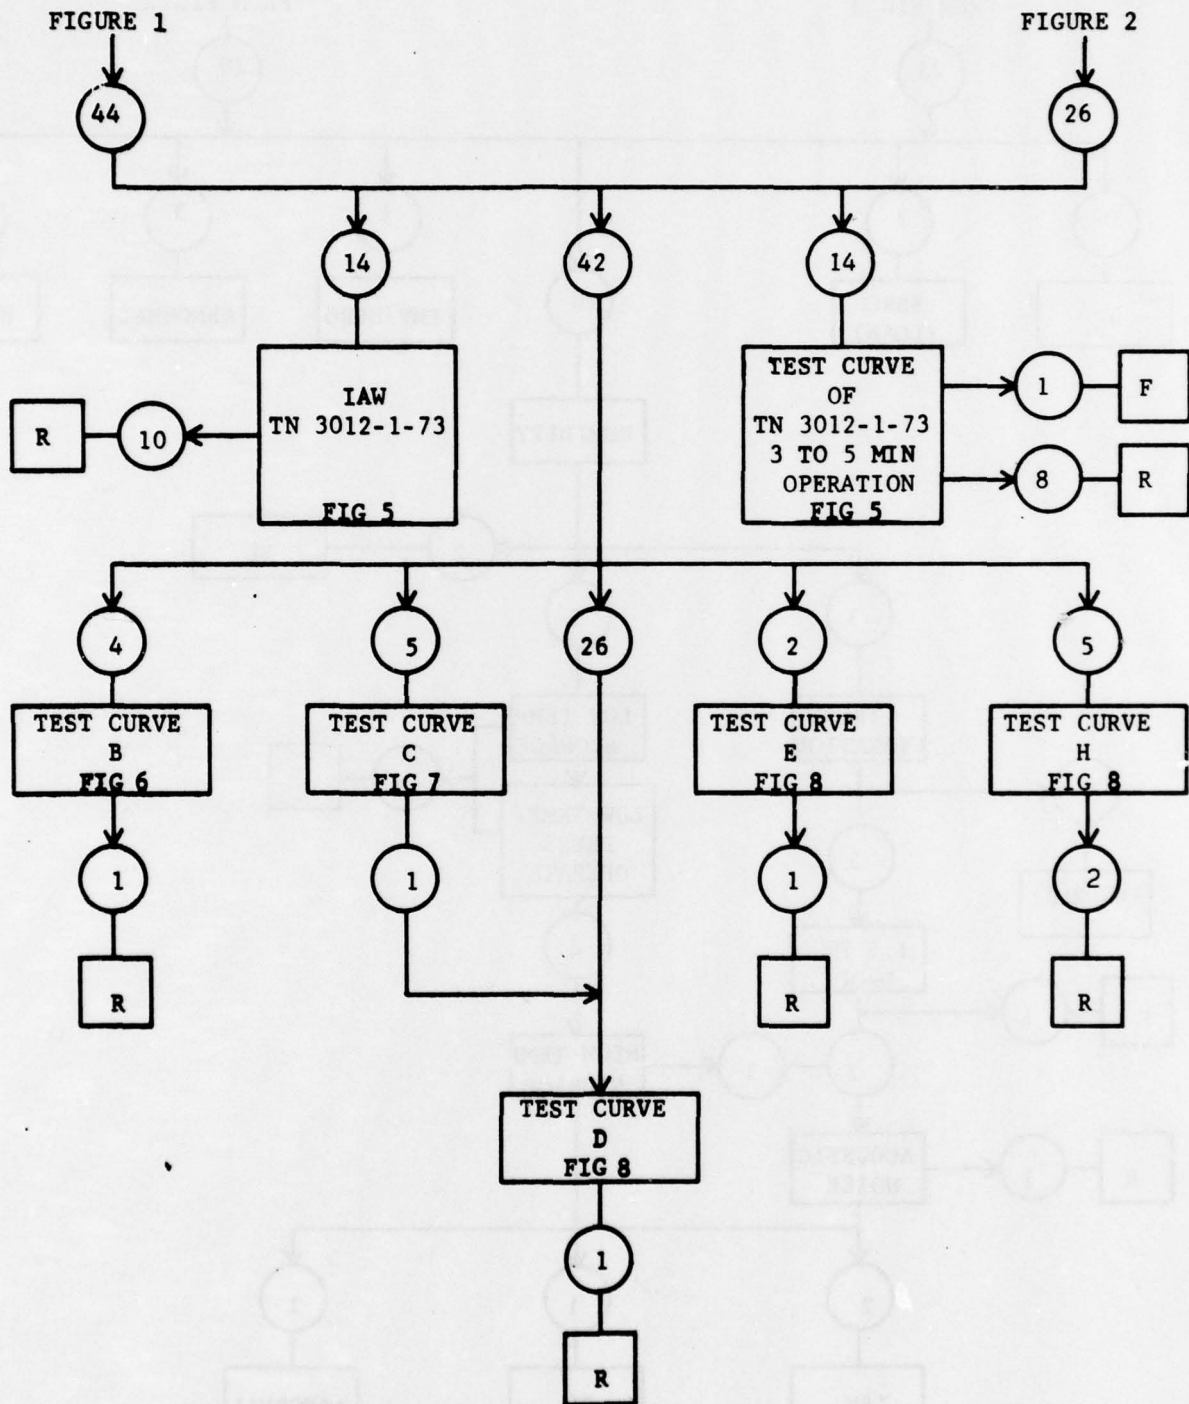 FIGURE 1
FIGURE 2
44
26
14
42
14
IAW
TN 3012-1-73
FIG 5
R
10
TEST CURVE
OF
TN 3012-1-73
3 TO 5 MIN
OPERATION
FIG 5
1
F
8
R
4
5
26
2
5
TEST CURVE
B
FIG 6
TEST CURVE
C
FIG 7
TEST CURVE
E
FIG 8
TEST CURVE
H
FIG 8
1
1
1
2
R
R
R
TEST CURVE
D
FIG 8
1
R